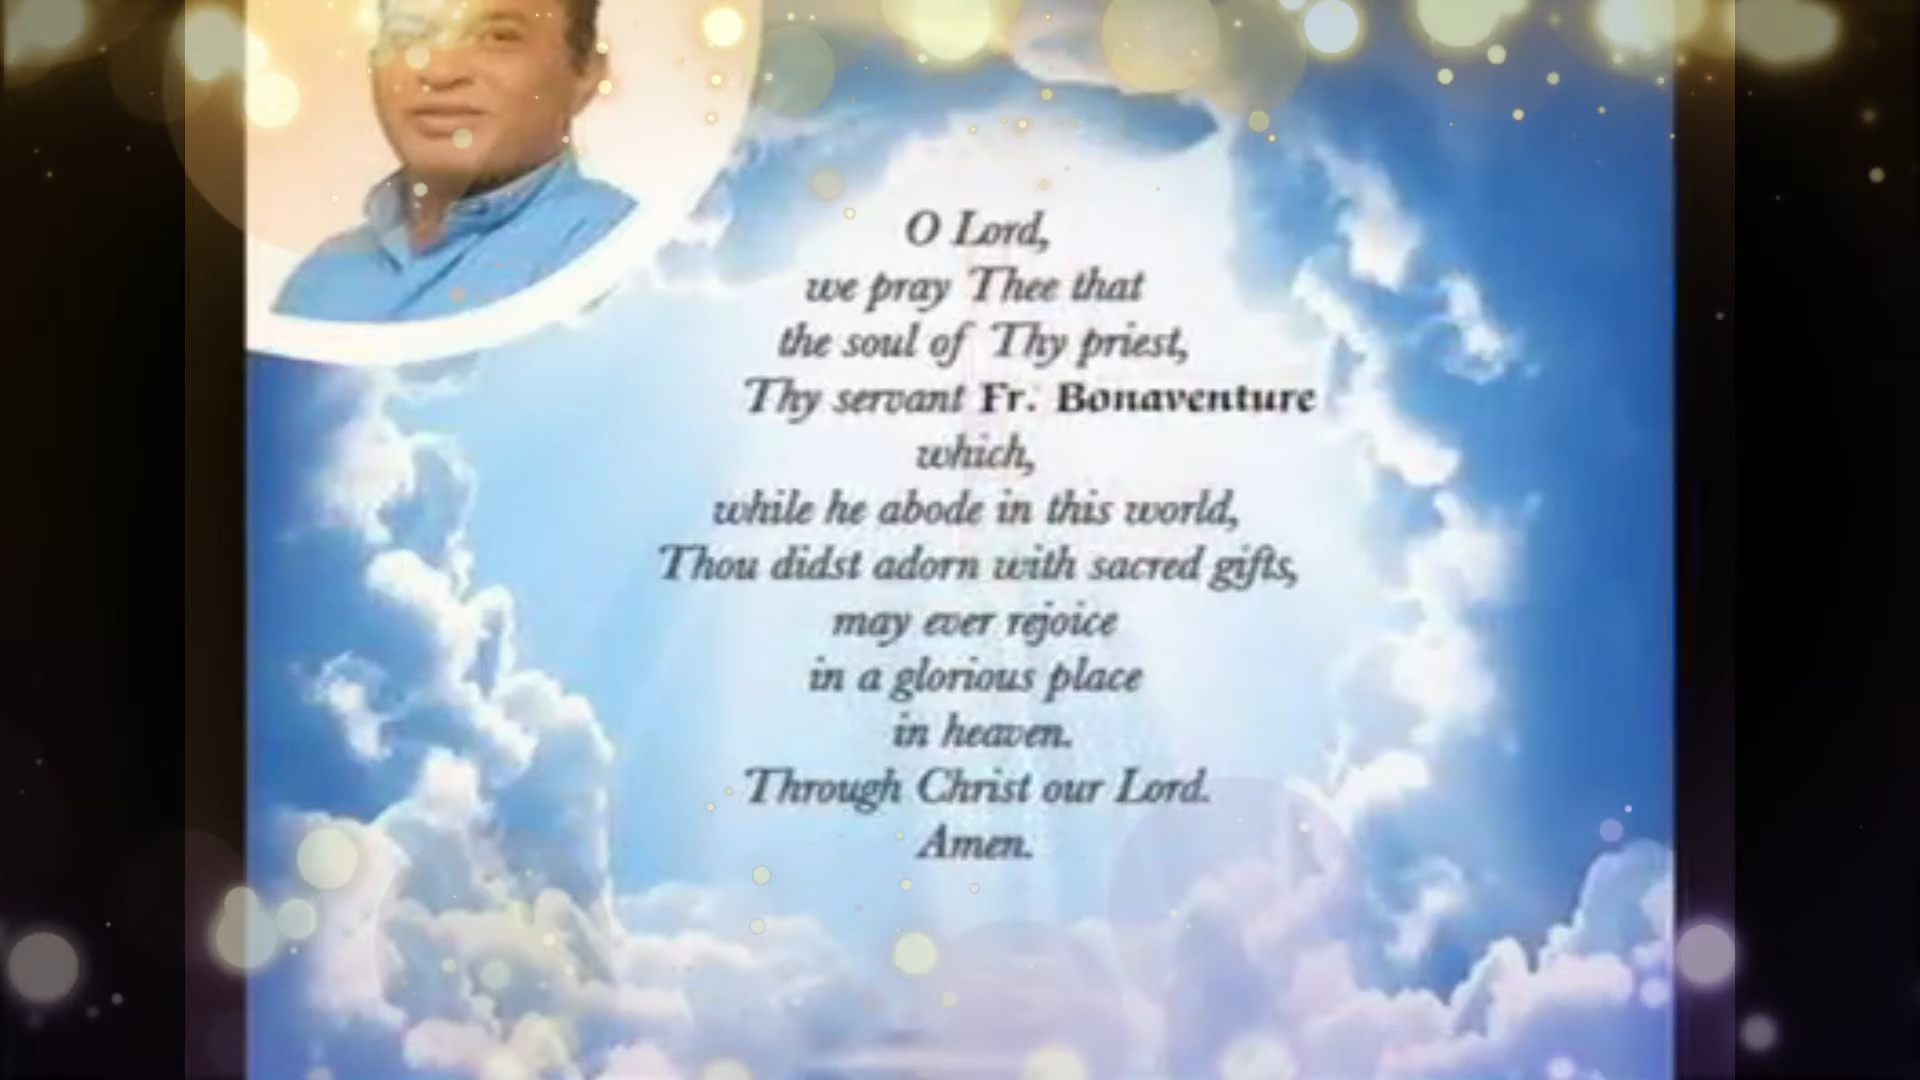 O Lord,
we pray Thee that
the soul of Thy priest,
Thy servant Fr. Bonaventure
which,
while he abode in this world,
Thou didst adorn with sacred gifts,
may ever rejoice
in a glorious place
in heaven.
Through Christ our Lord.
Amen.